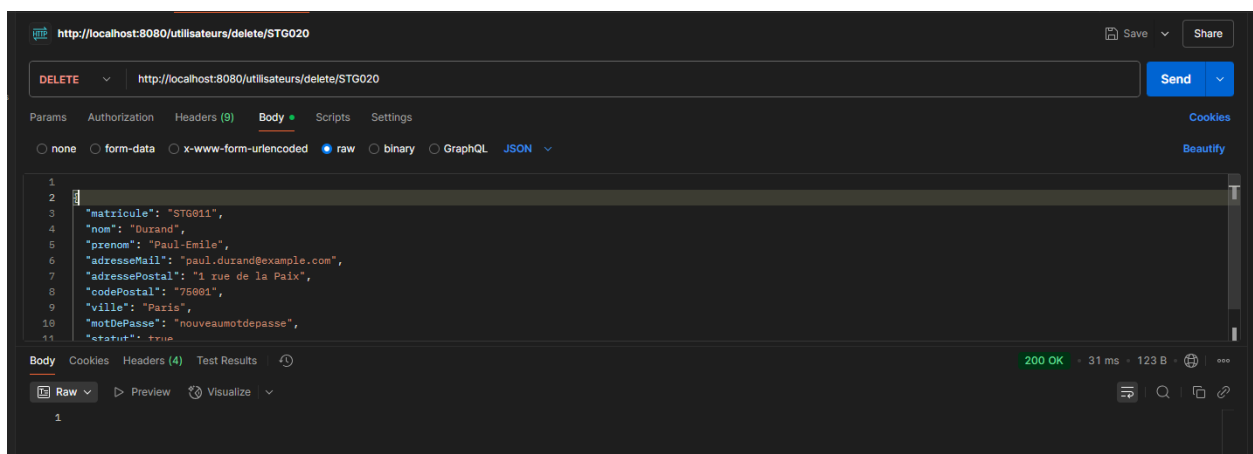 HTTP http://localhost:8080/utilisateurs/delete/STG020 Save Share
DELETE http://localhost:8080/utilisateurs/delete/STG020 Send
Params Authorization Headers (9) Body Scripts Settings Cookies
none form-data x-www-form-urlencoded raw binary GraphQL JSON Beautify
1
2 {
3 "matricule": "STG011",
4 "nom": "Durand",
5 "prenom": "Paul-Emile",
6 "adresseMail": "paul.durand@example.com",
7 "adressePostal": "1 rue de la Paix",
8 "codePostal": "75001",
9 "ville": "Paris",
10 "motDePasse": "nouveaumotdepasse",
11 "statut": true
Body Cookies Headers (4) Test Results 200 OK 31 ms 123 B
Raw Preview Visualize
1